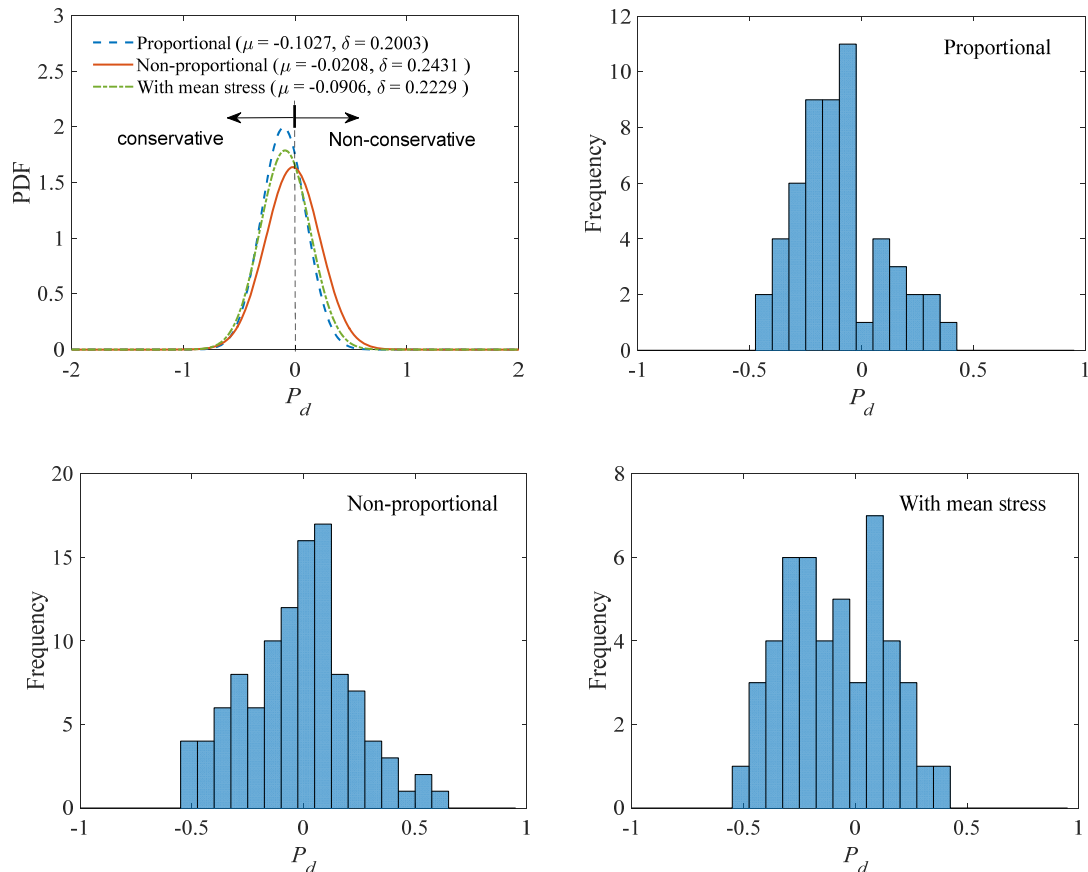 3
2.5
2
1.5
1
0.5
0
PDF
Proportional (μ = -0.1027, δ = 0.2003)
Non-proportional (μ = -0.0208, δ = 0.2431 )
With mean stress (μ = -0.0906, δ = 0.2229 )
conservative
Non-conservative
-2 -1 0 1 2
P_d
12
10
8
6
4
2
0
Frequency
Proportional
-1 -0.5 0 0.5 1
P_d
20
15
10
5
0
Frequency
Non-proportional
-1 -0.5 0 0.5 1
P_d
8
6
4
2
0
Frequency
With mean stress
-1 -0.5 0 0.5 1
P_d